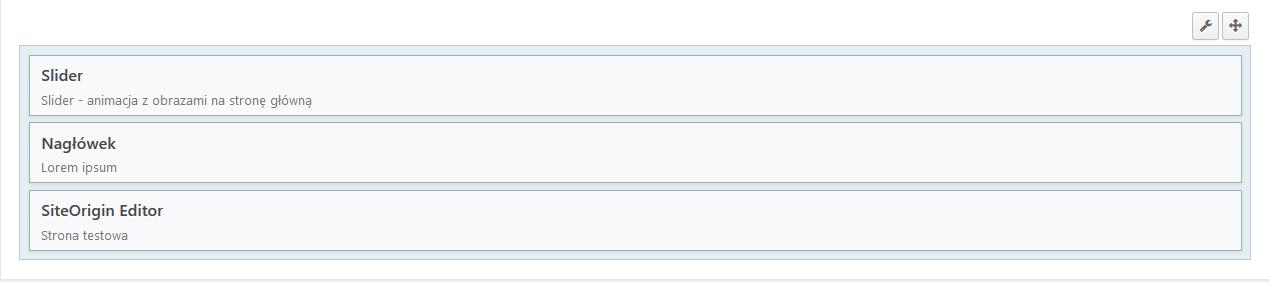 Slider
Slider - animacja z obrazami na stronę główną
Nagłówek
Lorem ipsum
SiteOrigin Editor
Strona testowa